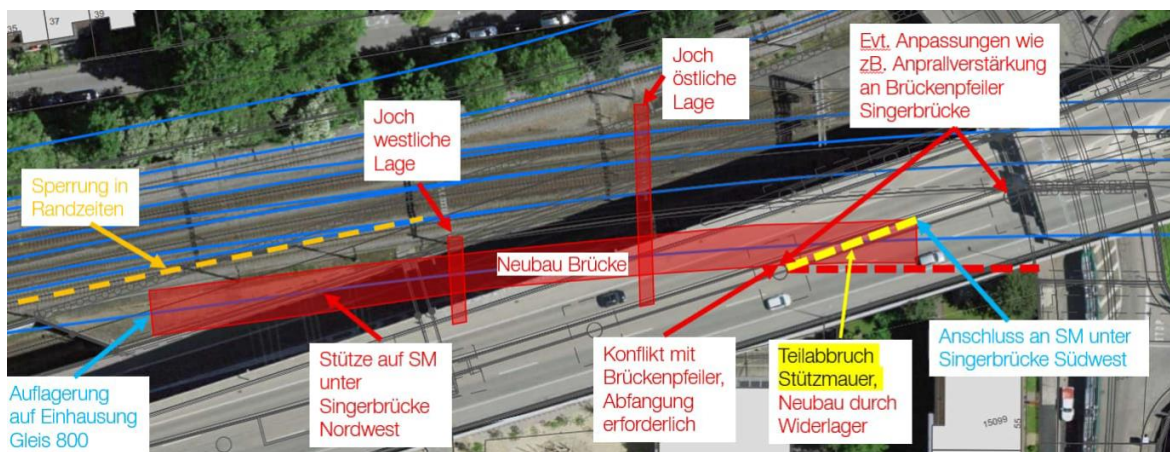 35
37
39
Sperrung in
Randzeiten
Joch
westliche
Lage
Joch
östliche
Lage
Evt. Anpassungen wie
zB. Anprallverstärkung
an Brückenpfeiler
Singerbrücke
Neubau Brücke
Auflagerung
auf Einhausung
Gleis 800
Stütze auf SM
unter
Singerbrücke
Nordwest
Konflikt mit
Brückenpfeiler,
Abfangung
erforderlich
Teilabbruch
Stützmauer,
Neubau durch
Widerlager
Anschluss an SM unter
Singerbrücke Südwest
15099
55